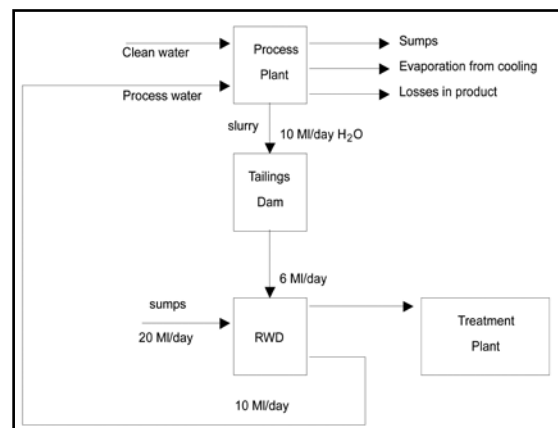 Clean water
Process water
Process
Plant
Sumps
Evaporation from cooling
Losses in product
slurry
10 Ml/day H₂O
Tailings
Dam
6 Ml/day
sumps
20 Ml/day
RWD
Treatment
Plant
10 Ml/day